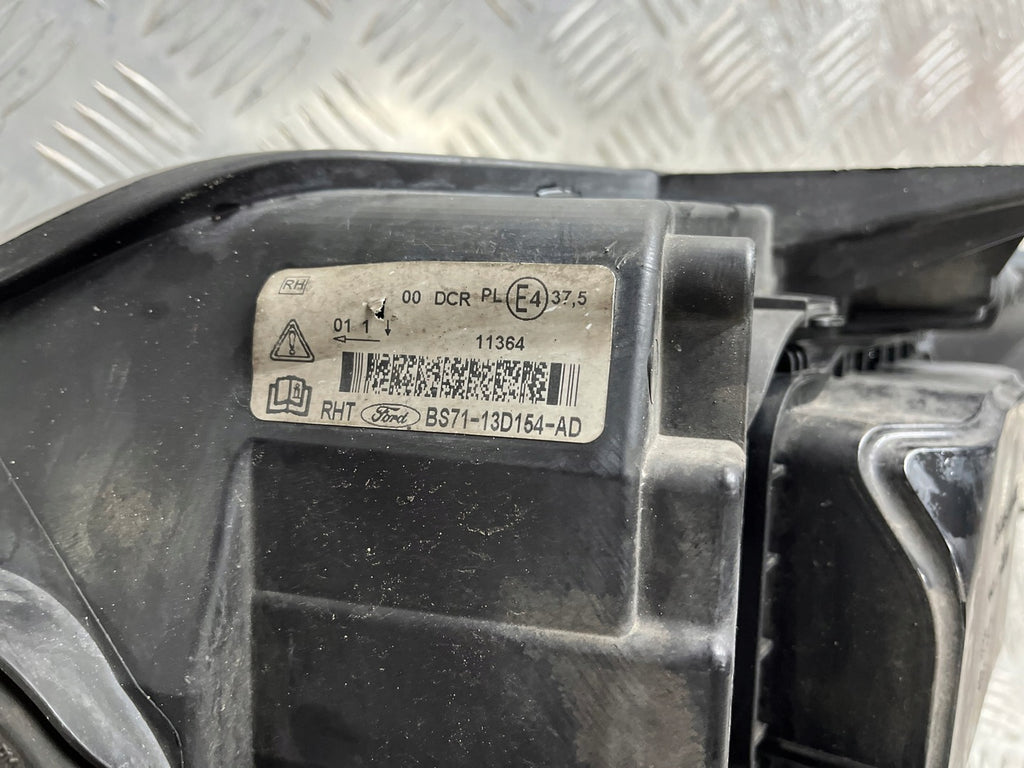 RH
00 DCR PL E4 37,5
01 1
11364
RHT Ford BS71-13D154-AD